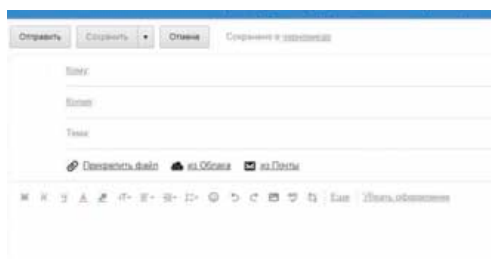 Отправить Сохранить Отмена Сохранено в черновиках
Кому
Копия
Тема
Прикрепить файл из Облака из Почты
Ж К Ч А Еще Убрать оформление